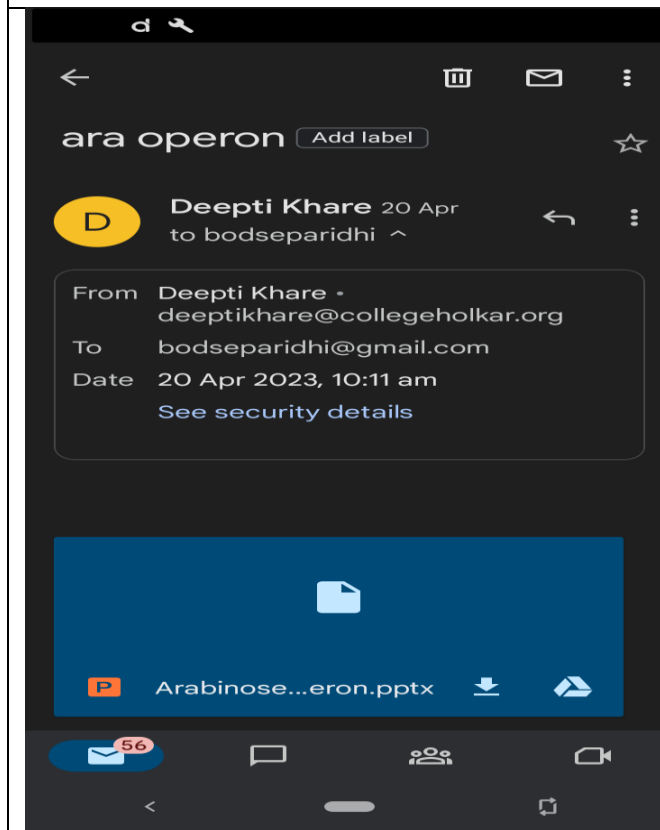 d
ara operon Add label
D
Deepti Khare 20 Apr
to bodseparidhi
From Deepti Khare •
deeptikhare@collegeholkar.org
To bodseparidhi@gmail.com
Date 20 Apr 2023, 10:11 am
See security details
P Arabinose...eron.pptx
56